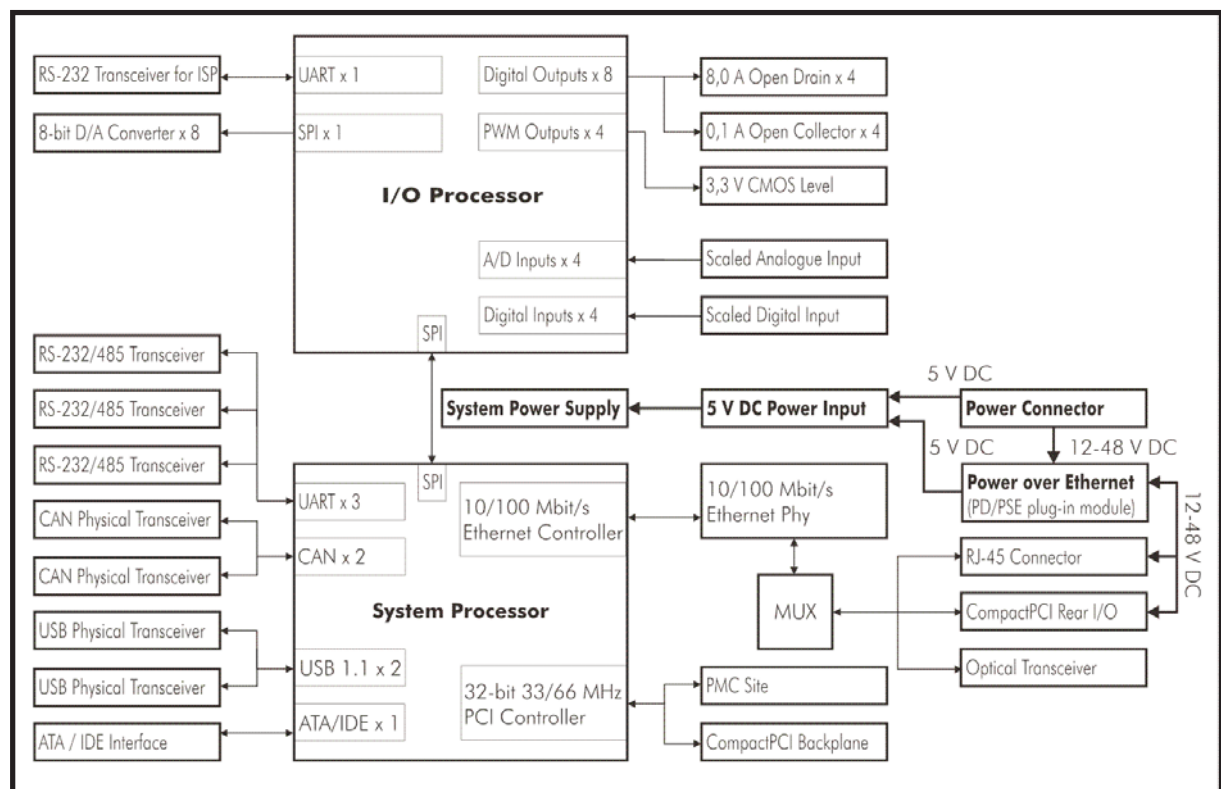 RS-232 Transceiver for ISP
UART x 1
Digital Outputs x 8
8,0 A Open Drain x 4
8-bit D/A Converter x 8
SPI x 1
PWM Outputs x 4
0,1 A Open Collector x 4
3,3 V CMOS Level
I/O Processor
A/D Inputs x 4
Scaled Analogue Input
Digital Inputs x 4
Scaled Digital Input
SPI
RS-232/485 Transceiver
RS-232/485 Transceiver
RS-232/485 Transceiver
CAN Physical Transceiver
CAN Physical Transceiver
USB Physical Transceiver
USB Physical Transceiver
ATA / IDE Interface
System Power Supply
5 V DC Power Input
5 V DC
Power Connector
5 V DC
12-48 V DC
Power over Ethernet
(PD/PSE plug-in module)
12-48 V DC
SPI
UART x 3
10/100 Mbit/s
Ethernet Controller
10/100 Mbit/s
Ethernet Phy
CAN x 2
RJ-45 Connector
System Processor
MUX
CompactPCI Rear I/O
Optical Transceiver
USB 1.1 x 2
32-bit 33/66 MHz
PCI Controller
PMC Site
ATA/IDE x 1
CompactPCI Backplane